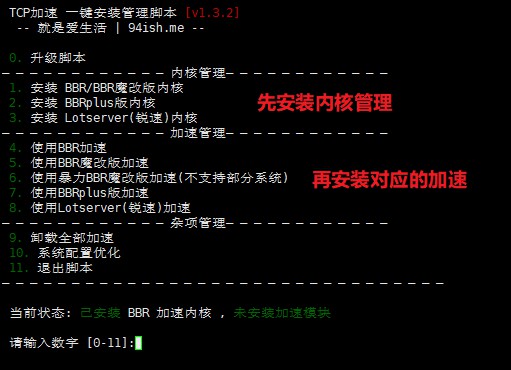 TCP加速 一键安装管理脚本 [v1.3.2]
-- 就是爱生活 | 94ish.me --
0. 升级脚本
————————————内核管理————————————
1. 安装 BBR/BBR魔改版内核
2. 安装 BBRplus版内核
先安装内核管理
3. 安装 Lotserver(锐速)内核
————————————加速管理————————————
4. 使用BBR加速
5. 使用BBR魔改版加速
6. 使用暴力BBR魔改版加速(不支持部分系统)
再安装对应的加速
7. 使用BBRplus版加速
8. 使用Lotserver(锐速)加速
————————————杂项管理————————————
9. 卸载全部加速
10. 系统配置优化
11. 退出脚本
————————————————————————————————
当前状态: 已安装 BBR 加速内核 , 未安装加速模块
请输入数字 [0-11]: